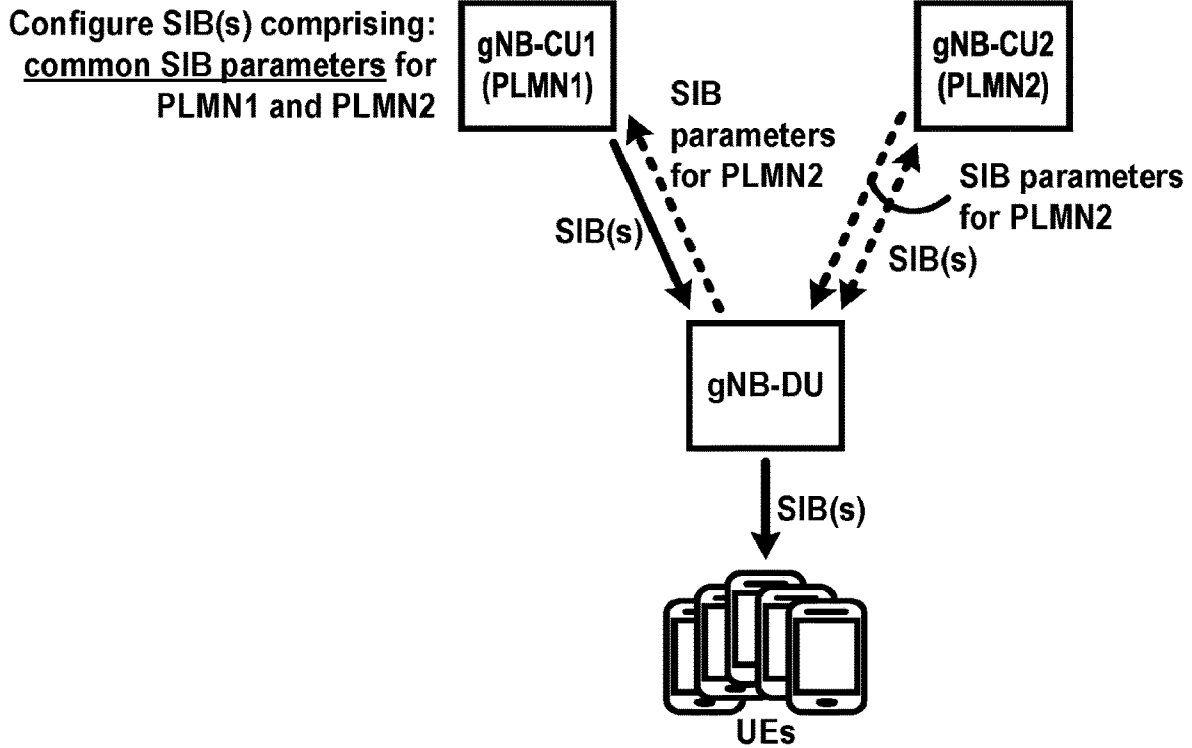 Configure SIB(s) comprising:
common SIB parameters for
PLMN1 and PLMN2
gNB-CU1
(PLMN1)
gNB-CU2
(PLMN2)
SIB
parameters
for PLMN2
SIB parameters
for PLMN2
SIB(s)
SIB(s)
gNB-DU
SIB(s)
UEs